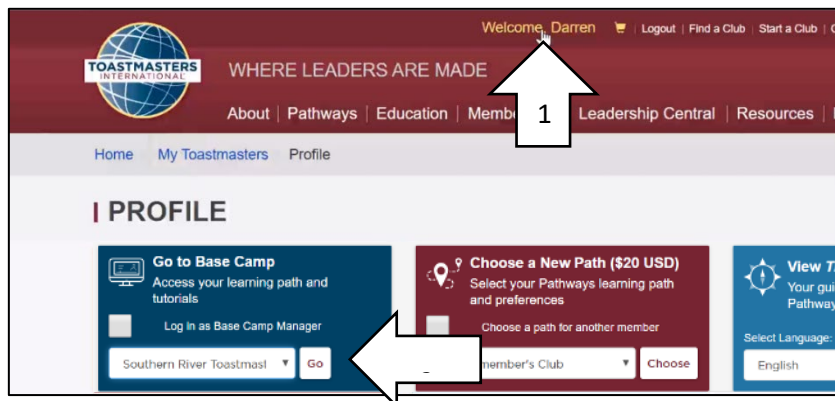 Welcome, Darren | Logout | Find a Club | Start a Club |
TOASTMASTERS
INTERNATIONAL
WHERE LEADERS ARE MADE
1
About | Pathways | Education | Leadership Central | Resources |
Home My Toastmasters Profile
PROFILE
Go to Base Camp
Access your learning path and
tutorials
Log in as Base Camp Manager
Southern River Toastmast
Go
Choose a New Path ($20 USD)
Select your Pathways learning path
and preferences
Choose a path for another member
member's Club
Choose
View
Your
Select Language:
English